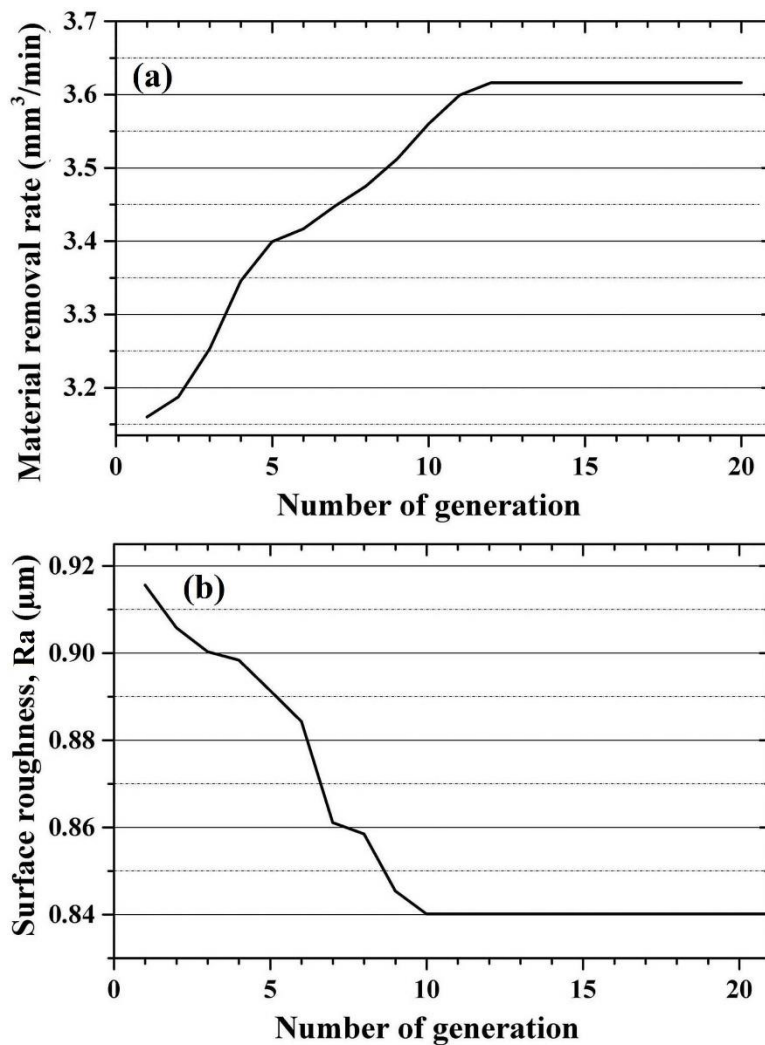 Material removal rate (mm³/min)
3.7
3.6
3.5
3.4
3.3
3.2
(a)
0 5 10 15 20
Number of generation
Surface roughness, Ra (μm)
0.92
0.90
0.88
0.86
0.84
(b)
0 5 10 15 20
Number of generation